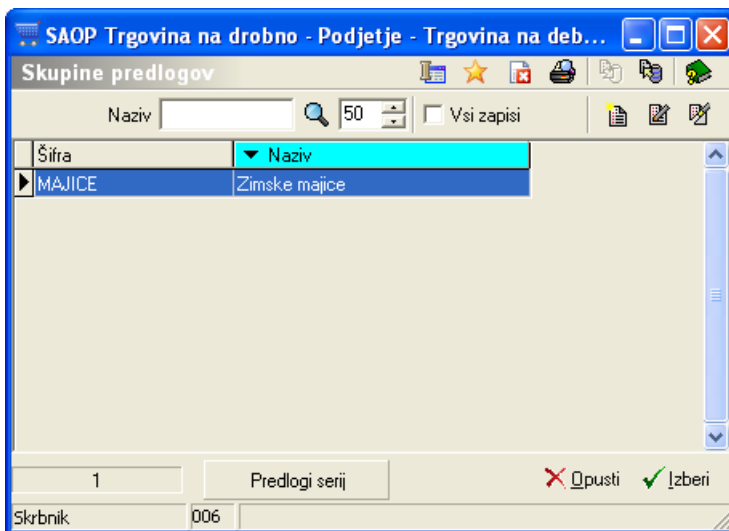 SAOP Trgovina na drobno - Podjetje - Trgovina na deb...
Skupine predlogov
Naziv 50 Vsi zapisi
Šifra Naziv
MAJICE Zimske majice
1 Predlogi serij Opusti Izberi
Skrbnik 006